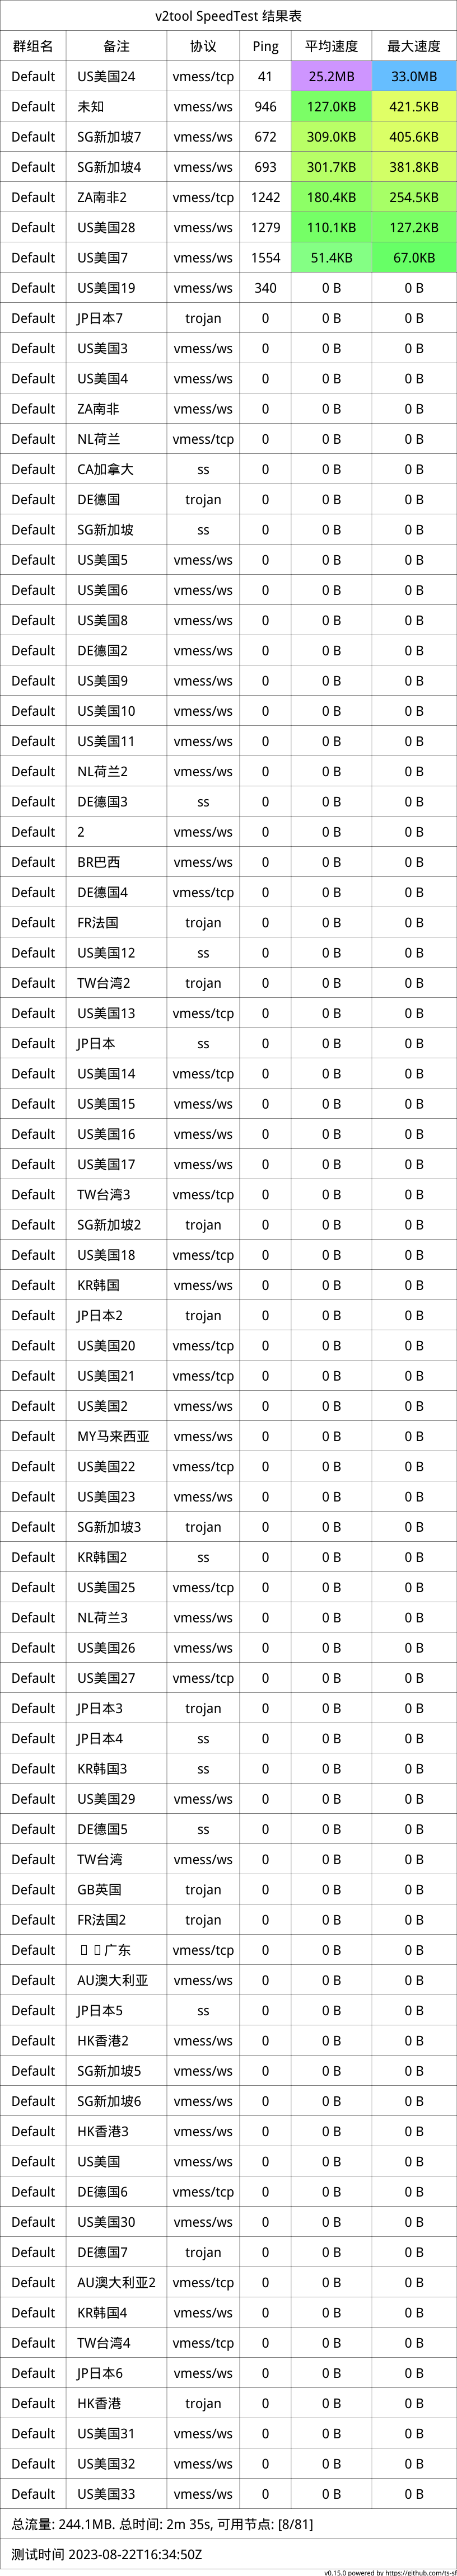 v2tool SpeedTest 结果表
群组名 备注 协议 Ping 平均速度 最大速度
Default US美国24 vmess/tcp 41 25.2MB 33.0MB
Default 未知 vmess/ws 946 127.0KB 421.5KB
Default SG新加坡7 vmess/ws 672 309.0KB 405.6KB
Default SG新加坡4 vmess/ws 693 301.7KB 381.8KB
Default ZA南非2 vmess/tcp 1242 180.4KB 254.5KB
Default US美国28 vmess/ws 1279 110.1KB 127.2KB
Default US美国7 vmess/ws 1554 51.4KB 67.0KB
Default US美国19 vmess/ws 340 0 B 0 B
Default JP日本7 trojan 0 0 B 0 B
Default US美国3 vmess/ws 0 0 B 0 B
Default US美国4 vmess/ws 0 0 B 0 B
Default ZA南非 vmess/ws 0 0 B 0 B
Default NL荷兰 vmess/tcp 0 0 B 0 B
Default CA加拿大 ss 0 0 B 0 B
Default DE德国 trojan 0 0 B 0 B
Default SG新加坡 ss 0 0 B 0 B
Default US美国5 vmess/ws 0 0 B 0 B
Default US美国6 vmess/ws 0 0 B 0 B
Default US美国8 vmess/ws 0 0 B 0 B
Default DE德国2 vmess/ws 0 0 B 0 B
Default US美国9 vmess/ws 0 0 B 0 B
Default US美国10 vmess/ws 0 0 B 0 B
Default US美国11 vmess/ws 0 0 B 0 B
Default NL荷兰2 vmess/ws 0 0 B 0 B
Default DE德国3 ss 0 0 B 0 B
Default 2 vmess/ws 0 0 B 0 B
Default BR巴西 vmess/ws 0 0 B 0 B
Default DE德国4 vmess/tcp 0 0 B 0 B
Default FR法国 trojan 0 0 B 0 B
Default US美国12 ss 0 0 B 0 B
Default TW台湾2 trojan 0 0 B 0 B
Default US美国13 vmess/tcp 0 0 B 0 B
Default JP日本 ss 0 0 B 0 B
Default US美国14 vmess/tcp 0 0 B 0 B
Default US美国15 vmess/ws 0 0 B 0 B
Default US美国16 vmess/ws 0 0 B 0 B
Default US美国17 vmess/ws 0 0 B 0 B
Default TW台湾3 vmess/tcp 0 0 B 0 B
Default SG新加坡2 trojan 0 0 B 0 B
Default US美国18 vmess/tcp 0 0 B 0 B
Default KR韩国 vmess/ws 0 0 B 0 B
Default JP日本2 trojan 0 0 B 0 B
Default US美国20 vmess/tcp 0 0 B 0 B
Default US美国21 vmess/tcp 0 0 B 0 B
Default US美国2 vmess/ws 0 0 B 0 B
Default MY马来西亚 vmess/ws 0 0 B 0 B
Default US美国22 vmess/tcp 0 0 B 0 B
Default US美国23 vmess/ws 0 0 B 0 B
Default SG新加坡3 trojan 0 0 B 0 B
Default KR韩国2 ss 0 0 B 0 B
Default US美国25 vmess/tcp 0 0 B 0 B
Default NL荷兰3 vmess/ws 0 0 B 0 B
Default US美国26 vmess/ws 0 0 B 0 B
Default US美国27 vmess/tcp 0 0 B 0 B
Default JP日本3 trojan 0 0 B 0 B
Default JP日本4 ss 0 0 B 0 B
Default KR韩国3 ss 0 0 B 0 B
Default US美国29 vmess/ws 0 0 B 0 B
Default DE德国5 ss 0 0 B 0 B
Default TW台湾 vmess/ws 0 0 B 0 B
Default GB英国 trojan 0 0 B 0 B
Default FR法国2 trojan 0 0 B 0 B
Default 广东 vmess/tcp 0 0 B 0 B
Default AU澳大利亚 vmess/ws 0 0 B 0 B
Default JP日本5 ss 0 0 B 0 B
Default HK香港2 vmess/ws 0 0 B 0 B
Default SG新加坡5 vmess/ws 0 0 B 0 B
Default SG新加坡6 vmess/ws 0 0 B 0 B
Default HK香港3 vmess/ws 0 0 B 0 B
Default US美国 vmess/ws 0 0 B 0 B
Default DE德国6 vmess/tcp 0 0 B 0 B
Default US美国30 vmess/ws 0 0 B 0 B
Default DE德国7 trojan 0 0 B 0 B
Default AU澳大利亚2 vmess/tcp 0 0 B 0 B
Default KR韩国4 vmess/ws 0 0 B 0 B
Default TW台湾4 vmess/tcp 0 0 B 0 B
Default JP日本6 vmess/ws 0 0 B 0 B
Default HK香港 trojan 0 0 B 0 B
Default US美国31 vmess/ws 0 0 B 0 B
Default US美国32 vmess/ws 0 0 B 0 B
Default US美国33 vmess/ws 0 0 B 0 B
总流量: 244.1MB. 总时间: 2m 35s, 可用节点: [8/81]
测试时间 2023-08-22T16:34:50Z
v0.15.0 powered by https://github.com/ts-sf